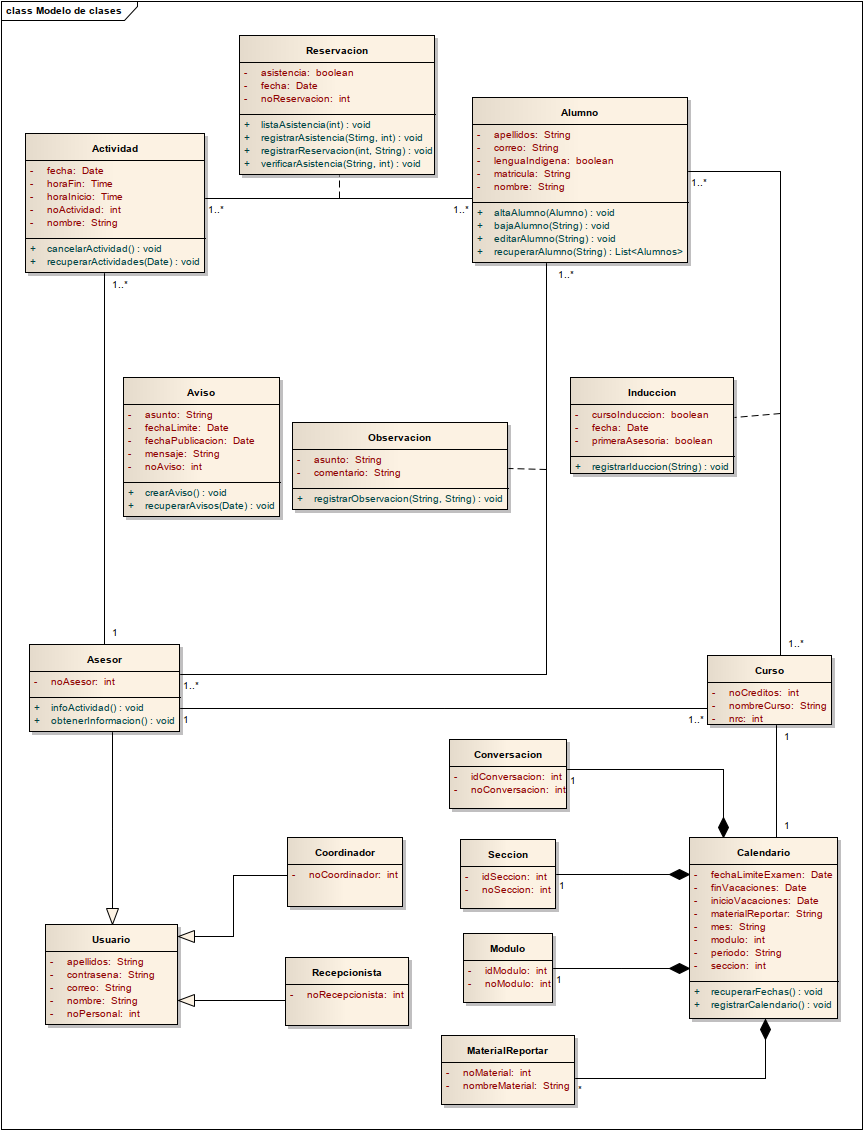 class Modelo de clases
Reservacion
- asistencia: boolean
- fecha: Date
- noReservacion: int
+ listaAsistencia(int) : void
+ registrarAsistencia(Stirng, int) : void
+ registrarReservacion(int, String) : void
+ verificarAsistencia(String, int) : void
Alumno
- apellidos: String
- correo: String
- lenguaIndigena: boolean
- matricula: String
- nombre: String
+ altaAlumno(Alumno) : void
+ bajaAlumno(String) : void
+ editarAlumno(String) : void
+ recuperarAlumno(String) : List<Alumnos>
Actividad
- fecha: Date
- horaFin: Time
- horaInicio: Time
- noActividad: int
- nombre: String
+ cancelarActividad() : void
+ recuperarActividades(Date) : void
1..*
1..*
1..*
1..*
1..*
Aviso
- asunto: String
- fechaLimite: Date
- fechaPublicacion: Date
- mensaje: String
- noAviso: int
+ crearAviso() : void
+ recuperarAvisos(Date) : void
Observacion
- asunto: String
- comentario: String
+ registrarObservacion(String, String) : void
Induccion
- cursoInduccion: boolean
- fecha: Date
- primeraAsesoria: boolean
+ registrarIduccion(String) : void
1
1..*
Asesor
- noAsesor: int
+ infoActividad() : void
+ obtenerInformacion() : void
1..*
1
1..*
Curso
- noCreditos: int
- nombreCurso: String
- nrc: int
1
1
Conversacion
- idConversacion: int
- noConversacion: int
1
Seccion
- idSeccion: int
- noSeccion: int
1
Modulo
- idModulo: int
- noModulo: int
1
MaterialReportar
- noMaterial: int
- nombreMaterial: String
*
Calendario
- fechaLimiteExamen: Date
- finVacaciones: Date
- inicioVacaciones: Date
- materialReportar: String
- mes: String
- modulo: int
- periodo: String
- seccion: int
+ recuperarFechas() : void
+ registrarCalendario() : void
Coordinador
- noCoordinador: int
Usuario
- apellidos: String
- contrasena: String
- correo: String
- nombre: String
- noPersonal: int
Recepcionista
- noRecepcionista: int